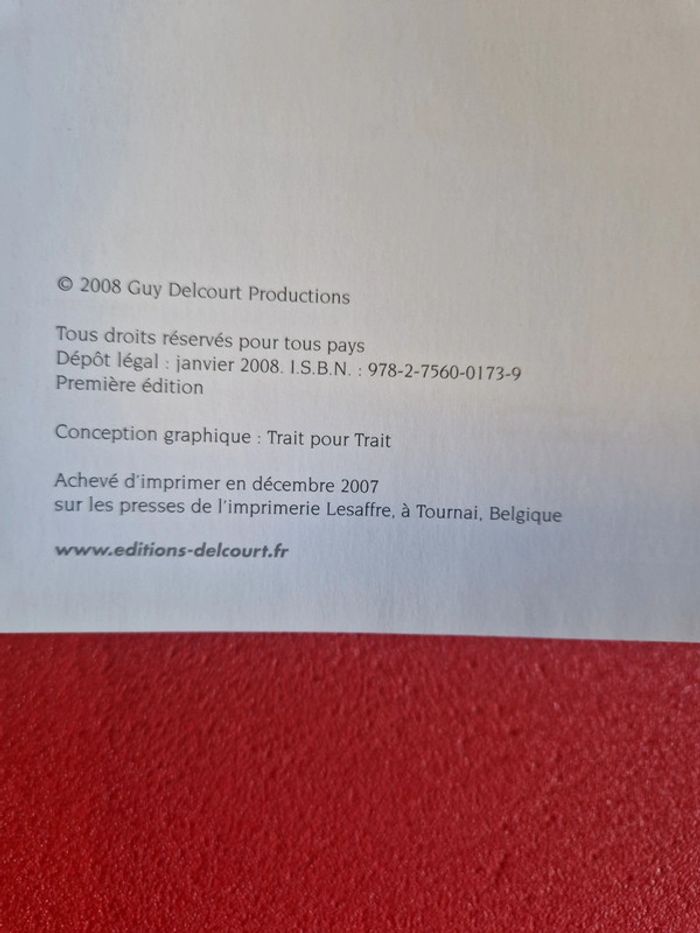 © 2008 Guy Delcourt Productions
Tous droits réservés pour tous pays
Dépôt légal : janvier 2008. I.S.B.N. : 978-2-7560-0173-9
Première édition
Conception graphique : Trait pour Trait
Achevé d'imprimer en décembre 2007
sur les presses de l'imprimerie Lesaffre, à Tournai, Belgique
www.editions-delcourt.fr